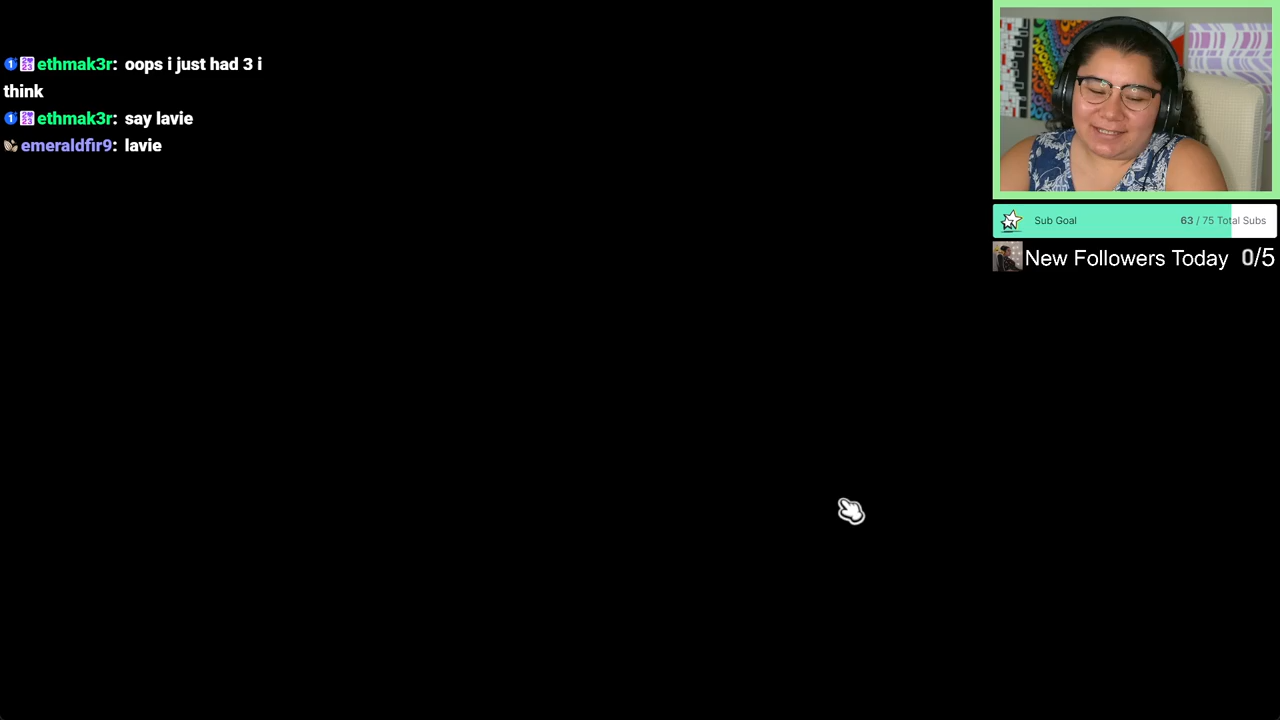 ethmak3r: oops i just had 3 i
think
ethmak3r: say lavie
emeraldfir9: lavie
Sub Goal 63 / 75 Total Subs
New Followers Today 0/5